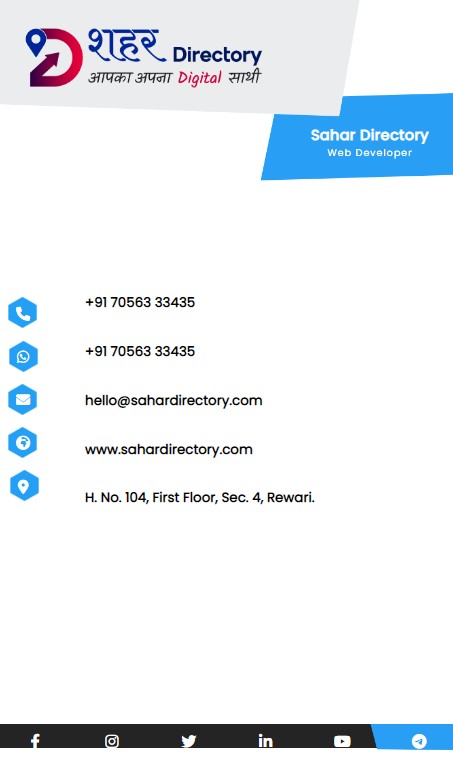 शहर Directory
आपका अपना Digital साथी
Sahar Directory
Web Developer
+91 70563 33435
+91 70563 33435
hello@sahardirectory.com
www.sahardirectory.com
H. No. 104, First Floor, Sec. 4, Rewari.